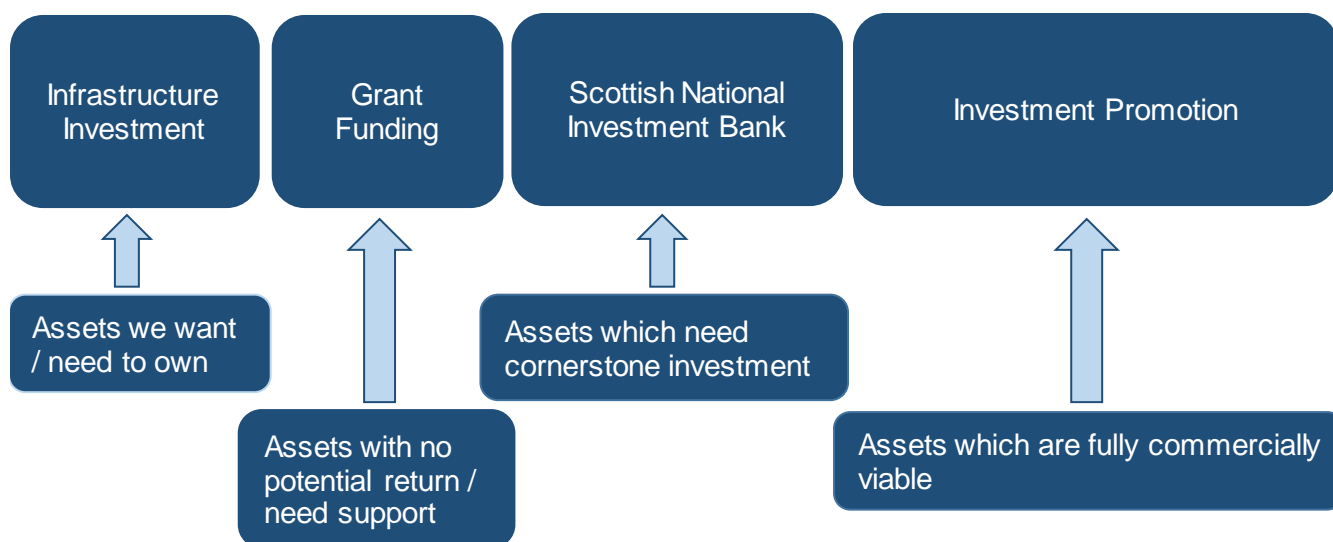 Infrastructure
Investment
Grant
Funding
Scottish National
Investment Bank
Investment Promotion
Assets we want
/ need to own
Assets with no
potential return /
need support
Assets which need
cornerstone investment
Assets which are fully commercially
viable